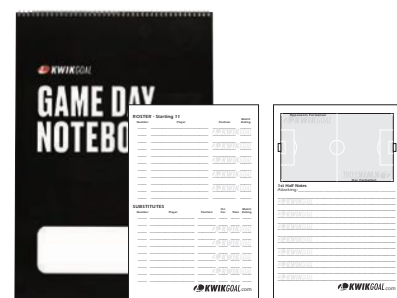 KWIKGOAL
GAME DAY
NOTEBO
ROSTER - Starting 11
Number Player Position Match Rating
SUBSTITUTES
Number Player Position For Time Match Rating
KWIKGOAL.com
1st Half Notes
Attacking:
KWIKGOAL.com